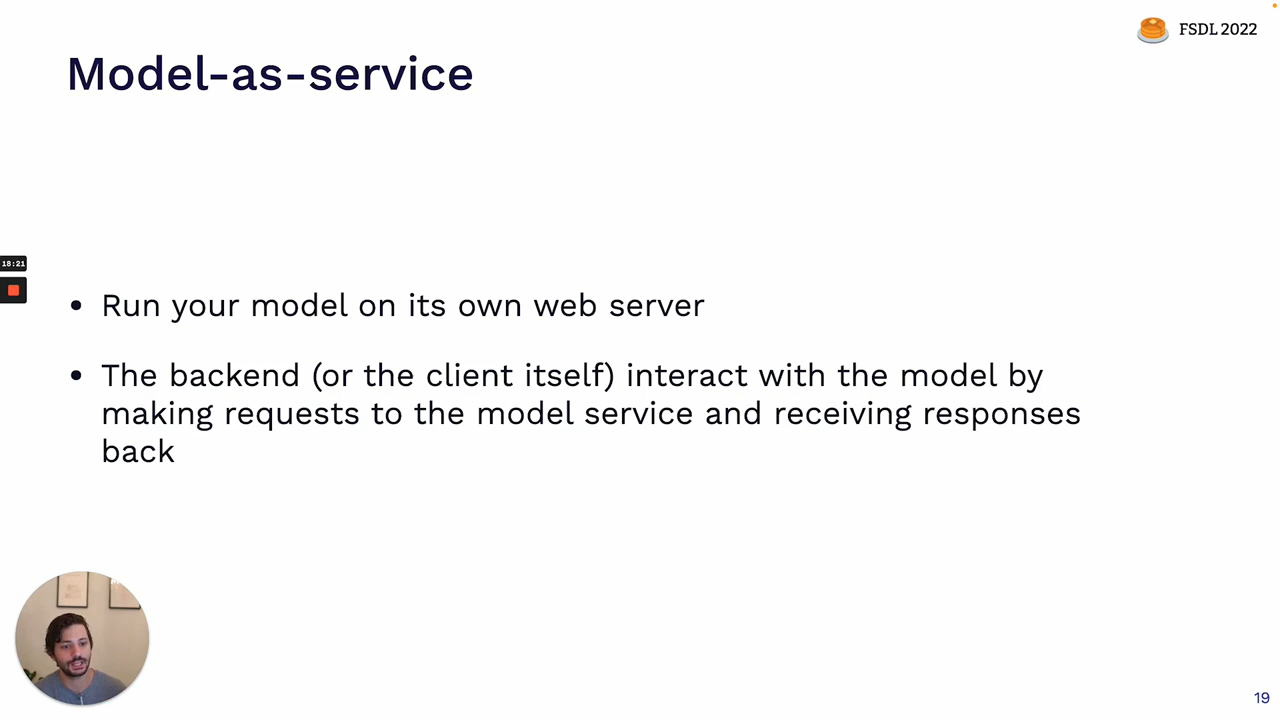 FSDL 2022
Model-as-service
18:21
Run your model on its own web server
The backend (or the client itself) interact with the model by
making requests to the model service and receiving responses
back
19